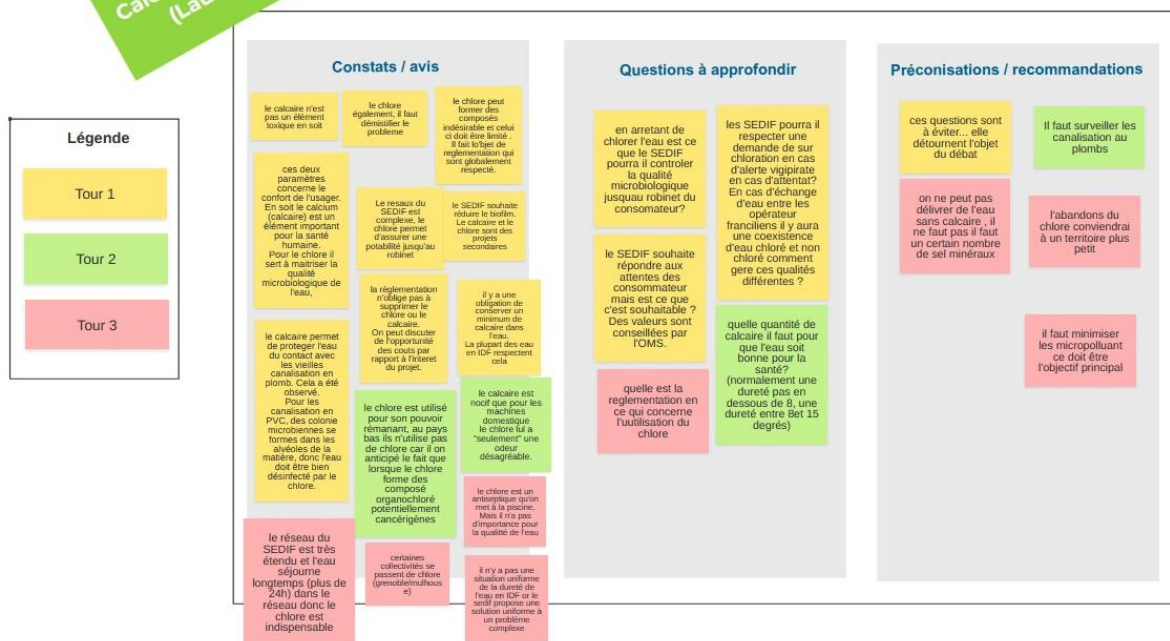 Calc
(Lau
Légende
Tour 1
Tour 2
Tour 3
Constats / avis
le calcaire n'est
pas un élément
toxique en soit
le chlore
également, il faut
démistifier le
probleme
le chlore peut
former des
composés
indésirable et celui
ci doit être limité .
Il fait lo'bjet de
reglementation qui
sont globalement
respecté.
ces deux
paramètres
concerne le
confort de l'usager.
En soit le calcium
(calcaire) est un
élément important
pour la santé
humaine.
Pour le chlore il
sert à maitriser la
qualité
microbiologique de
l'eau,
Le resaux du
SEDIF est
complexe, le
chlore permet
d'assurer une
potabilité jusqu'au
robinet
le SEDIF souhaite
réduire le biofilm.
Le calcaire et le
chlore sont des
projets
secondaires
la règlementation
n'oblige pas à
supprimer le
chlore ou le
calcaire.
On peut discuter
de l'opportunité
des couts par
rapport à l'interet
du projet.
il y a une
obligation de
conserver un
minimum de
calcaire dans
l'eau.
La plupart des eau
en IDF respectent
cela
le calcaire permet
de proteger l'eau
du contact avec
les vieilles
canalisation en
plomb. Cela a été
observé.
Pour les
canalisation en
PVC, des colonie
microbiennes se
formes dans les
alvéoles de la
matière, donc l'eau
doit être bien
désinfecté par le
chlore.
le chlore est utilisé
pour son pouvoir
rémanant, au pays
bas ils n'utilise pas
de chlore car il on
anticipé le fait que
lorsque le chlore
forme des
composé
organochloré
potentiellement
cancérigènes
le calcaire est
nocif que pour les
machines
domestique
le chlore lui a
"seulement" une
odeur
désagréable.
le chlore est un
antiseptique qu'on
met à la piscine.
Mais il n'a pas
d'importance pour
la qualitté de l'eau
le réseau du
SEDIF est très
étendu et l'eau
séjourne
longtemps (plus de
24h) dans le
réseau donc le
chlore est
indispensable
certaines
collectivités se
passent de chlore
(grenoble/mulhous
e)
il n'y a pas une
situation uniforme
de la dureté de
l'eau en IDF or le
sedif propose une
solution uniforme à
un problème
complexe
Questions à approfondir
en arretant de
chlorer l'eau est ce
que le SEDIF
pourra il controler
la qualité
microbiologique
jusquau robinet du
consomateur?
les SEDIF pourra il
respecter une
demande de sur
chloration en cas
d'alerte vigipirate
en cas d'attentat?
En cas d'échange
d'eau entre les
opérateur
franciliens il y aura
une coexistence
d'eau chloré et non
chloré comment
gere ces qualités
différentes ?
le SEDIF souhaite
répondre aux
attentes des
consommateur
mais est ce que
c'est souhaitable ?
Des valeurs sont
conseillées par
l'OMS.
quelle quantité de
calcaire il faut pour
que l'eau soit
bonne pour la
santé?
(normalement une
dureté pas en
dessous de 8, une
dureté entre 8et 15
degrés)
quelle est la
reglementation en
ce qui concerne
l'uutilisation du
chlore
Préconisations / recommandations
ces questions sont
à éviter... elle
détournent l'objet
du débat
Il faut surveiller les
canalisation au
plombs
on ne peut pas
délivrer de l'eau
sans calcaire , il
ne faut pas il faut
un certain nombre
de sel minéraux
l'abandons du
chlore conviendrai
à un territoire plus
petit
il faut minimiser
les micropolluant
ce doit être
l'objectif principal